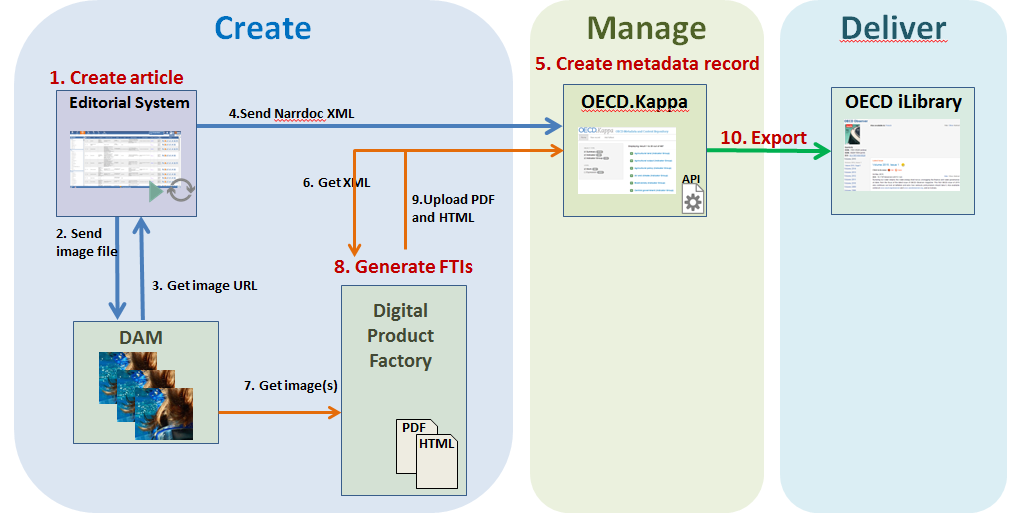 Create
Manage
Deliver
1. Create article
Editorial System
4.Send Narrdoc XML
5. Create metadata record
OECD.Kappa
API
10. Export
OECD iLibrary
2. Send
image file
3. Get image URL
6. Get XML
9.Upload PDF
and HTML
8. Generate FTIs
Digital
Product
Factory
DAM
7. Get image(s)
PDF
HTML